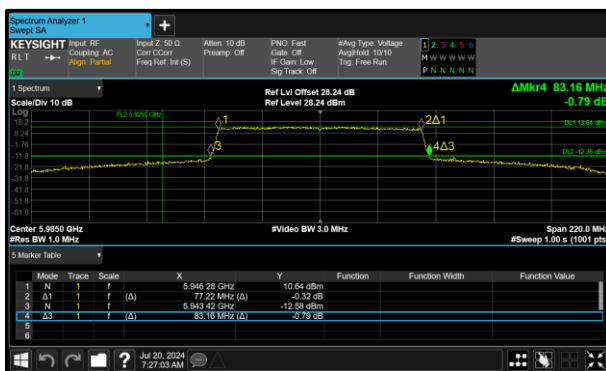 Spectrum Analyzer 1
Swept SA
KEYSIGHT Input: RF Input Z: 50 Ω Atten: 10 dB PNO: Fast #Avg Type: Voltage 1 2 3 4 5 6
RLT Coupling: AC Corr CCorr Preamp: Off Gate: Off Avg|Hold: 10/10 M W W W W W
Align: Partial Freq Ref: Int (S) IF Gain: Low Trig: Free Run
Sig Track: Off P N N N N N
1 Spectrum Ref Lvl Offset 28.24 dB ΔMkr4 83.16 MHz
Scale/Div 10 dB Ref Level 28.24 dBm -0.79 dB
Log
18.2 FL2 5.9250 GHz 1 2Δ1 DL1 13.64 dBm
8.24
-1.76 3 4Δ3
-11.8 DL2 -12.36 dBm
-21.8
-31.8
-41.8
-51.8
-61.8
Center 5.9850 GHz #Video BW 3.0 MHz Span 220.0 MHz
#Res BW 1.0 MHz #Sweep 1.00 s (1001 pts
5 Marker Table
Mode Trace Scale X Y Function Function Width Function Value
1 N 1 f 5.946 28 GHz 10.64 dBm
2 Δ1 1 f (Δ) 77.22 MHz (Δ) -0.32 dB
3 N 1 f 5.943 42 GHz -12.58 dBm
4 Δ3 1 f (Δ) 83.16 MHz (Δ) -0.79 dB
5
6
? Jul 20, 2024
7:27:03 AM